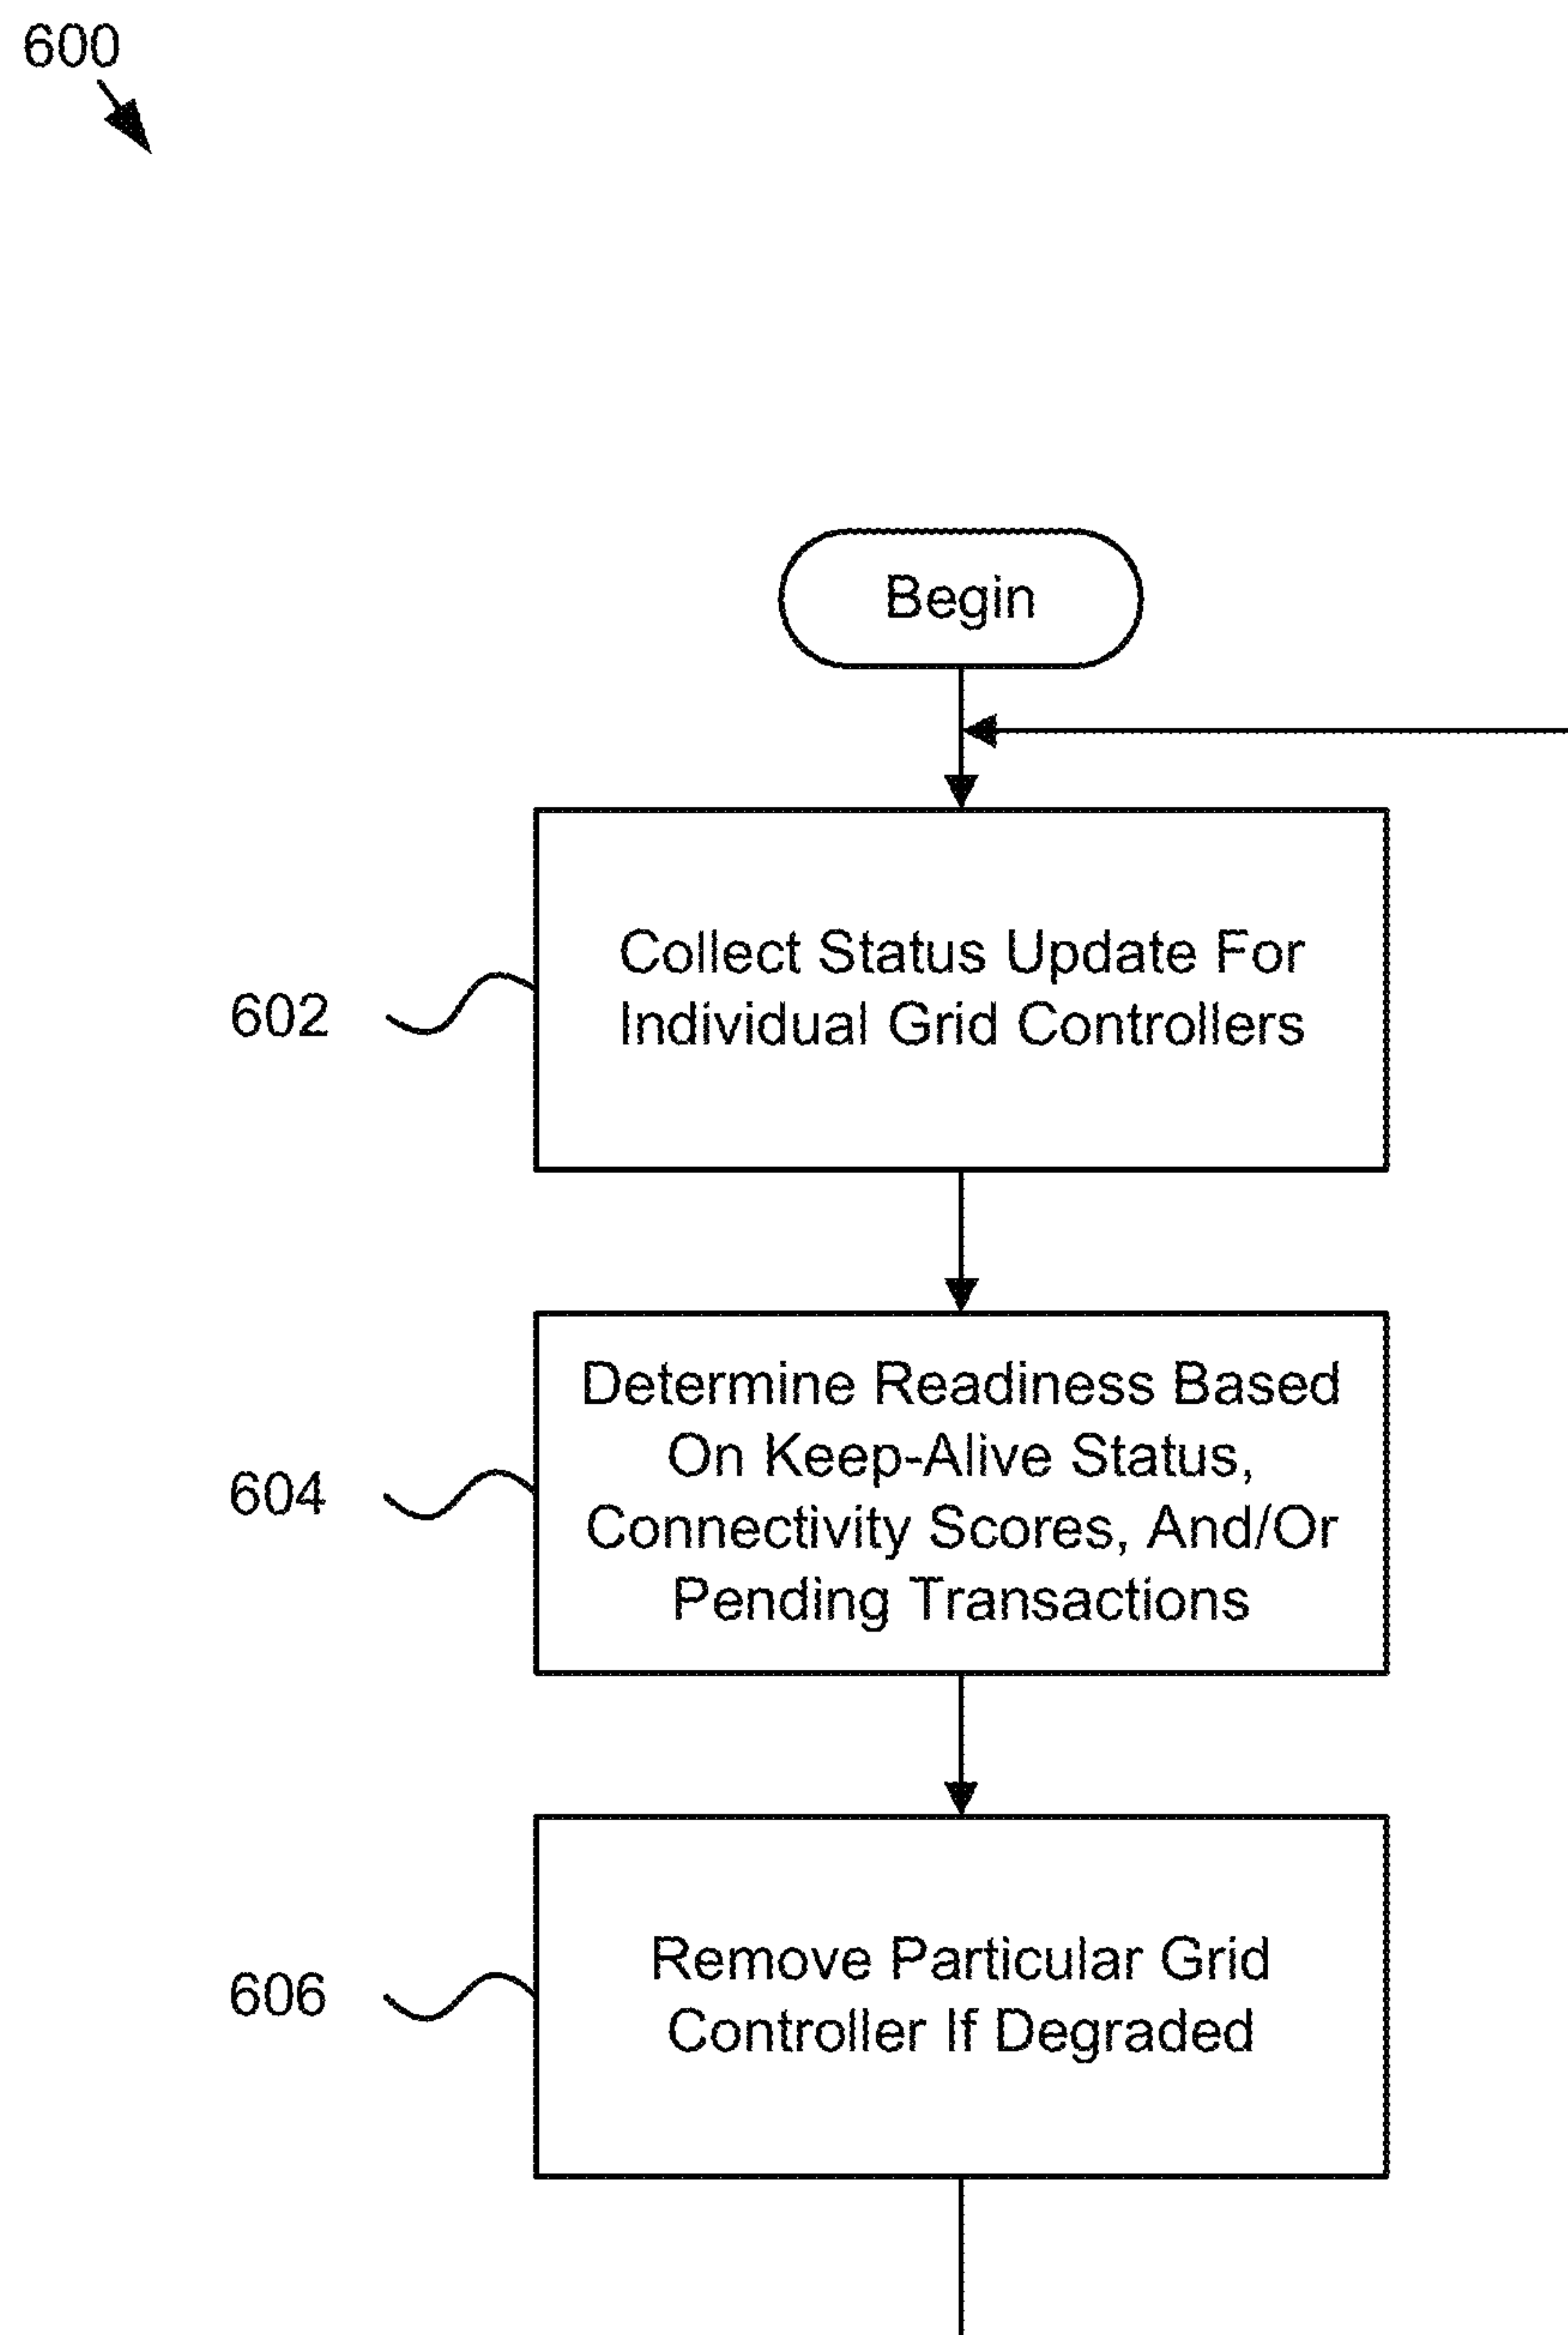 600
Begin
602
Collect Status Update For
Individual Grid Controllers
604
Determine Readiness Based
On Keep-Alive Status,
Connectivity Scores, And/Or
Pending Transactions
606
Remove Particular Grid
Controller If Degraded